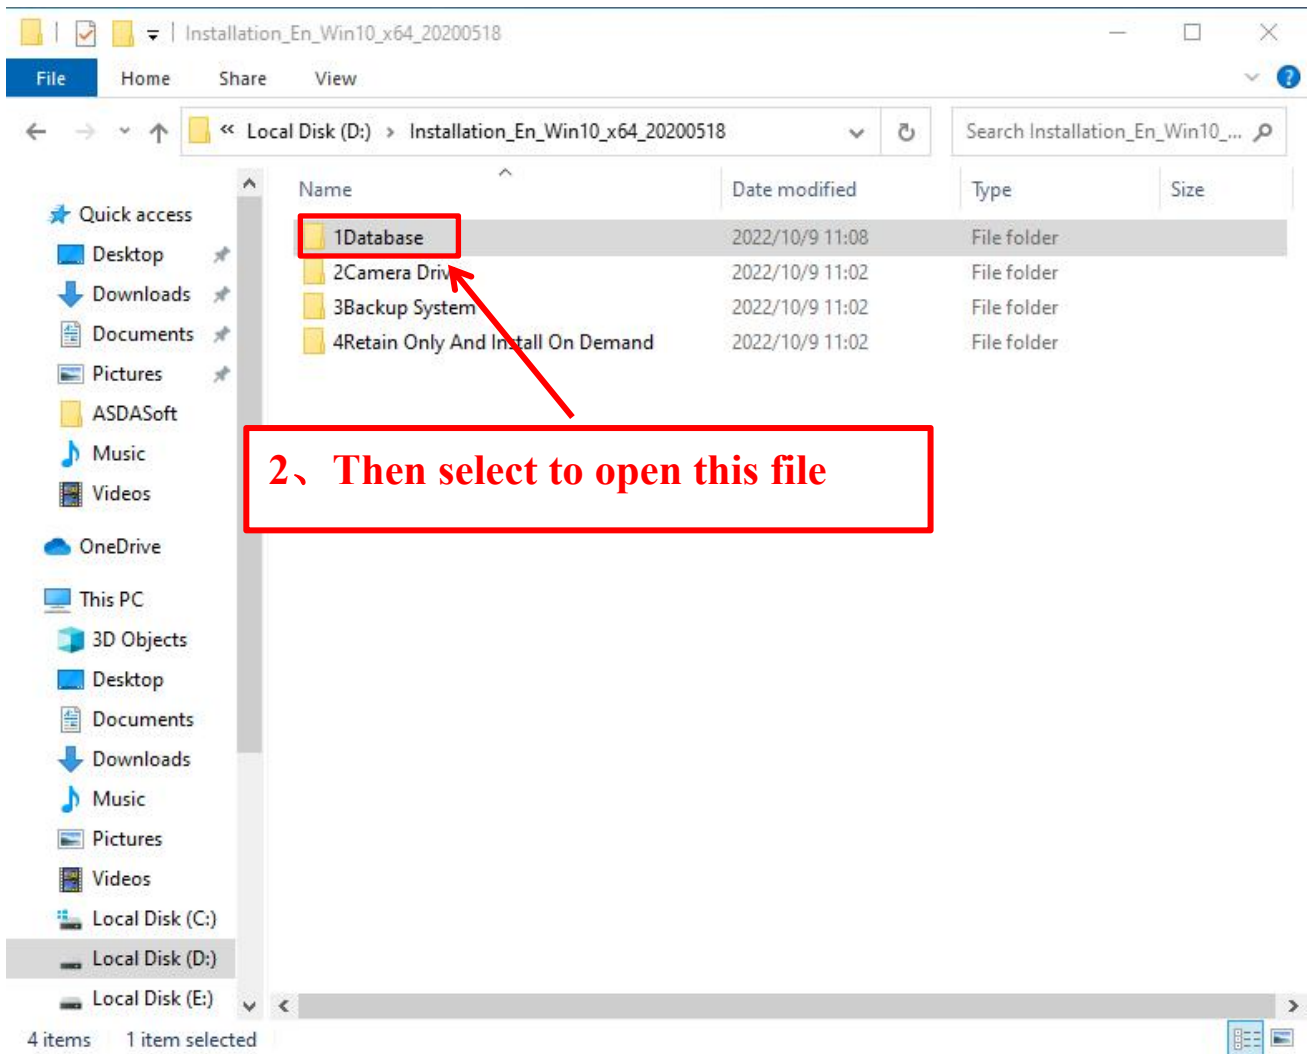 Installation_En_Win10_x64_20200518
File Home Share View
« Local Disk (D:) › Installation_En_Win10_x64_20200518
Search Installation_En_Win10_...
Name Date modified Type Size
Quick access
Desktop
Downloads
Documents
Pictures
ASDASoft
Music
Videos
OneDrive
This PC
3D Objects
Desktop
Documents
Downloads
Music
Pictures
Videos
Local Disk (C:)
Local Disk (D:)
Local Disk (E:)
1Database 2022/10/9 11:08 File folder
2Camera Driv 2022/10/9 11:02 File folder
3Backup System 2022/10/9 11:02 File folder
4Retain Only And Install On Demand 2022/10/9 11:02 File folder
2、Then select to open this file
4 items 1 item selected